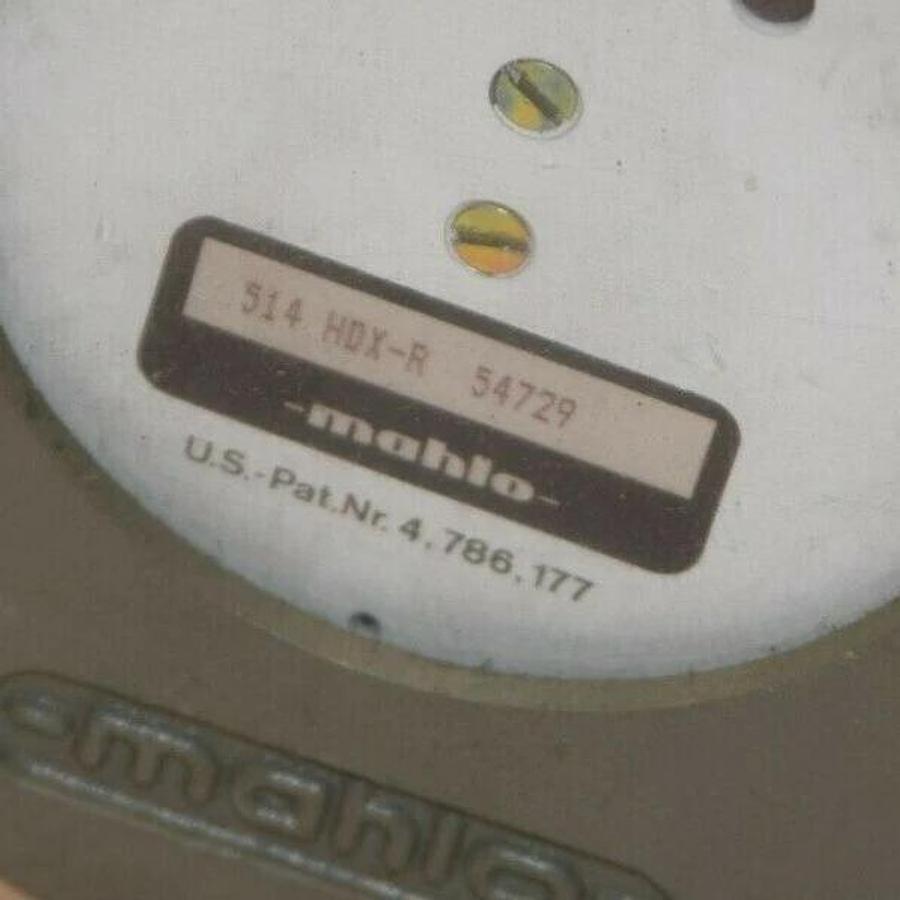 514 HDX-R 54729
-mahlo-
U.S.-Pat.Nr. 4,786,177
-mahlo-